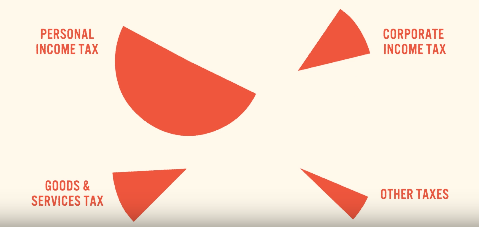 PERSONAL
INCOME TAX
CORPORATE
INCOME TAX
GOODS &
SERVICES TAX
OTHER TAXES